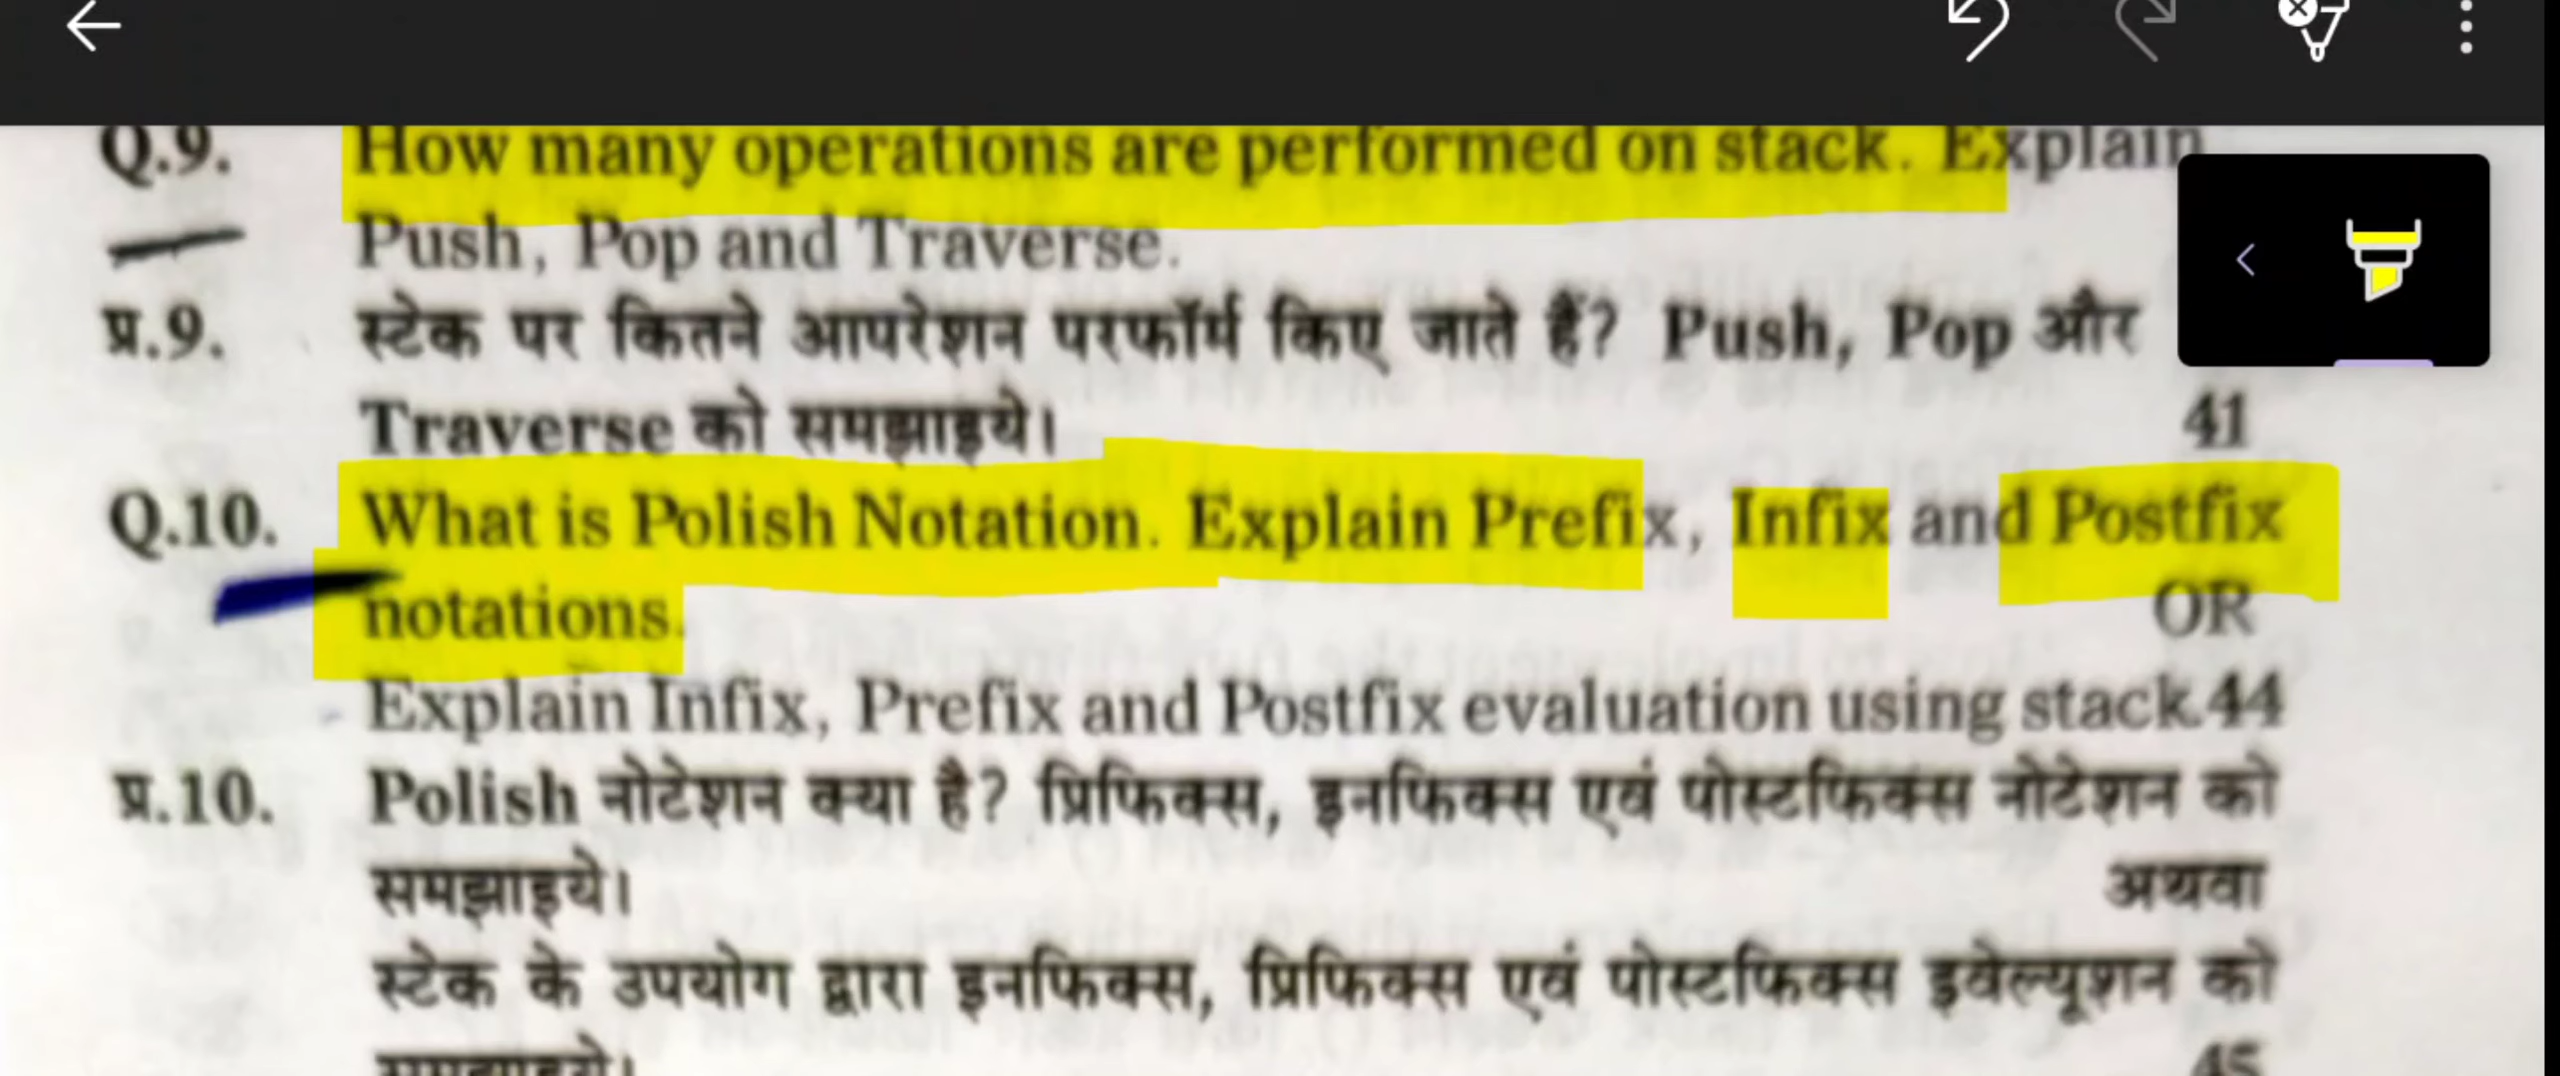 Q.9. How many operations are performed on stack. Explain
Push, Pop and Traverse.
प्र.9. स्टेक पर कितने आपरेशन परफॉर्म किए जाते हैं? Push, Pop और
Traverse को समझाइये। 41
Q.10. What is Polish Notation. Explain Prefix, Infix and Postfix
notations. OR
Explain Infix, Prefix and Postfix evaluation using stack.44
प्र.10. Polish नोटेशन क्या है? प्रिफिक्स, इनफिक्स एवं पोस्टफिक्स नोटेशन को
समझाइये। अथवा
स्टेक के उपयोग द्वारा इनफिक्स, प्रिफिक्स एवं पोस्टफिक्स इवेल्यूशन को
समझाइये। 45